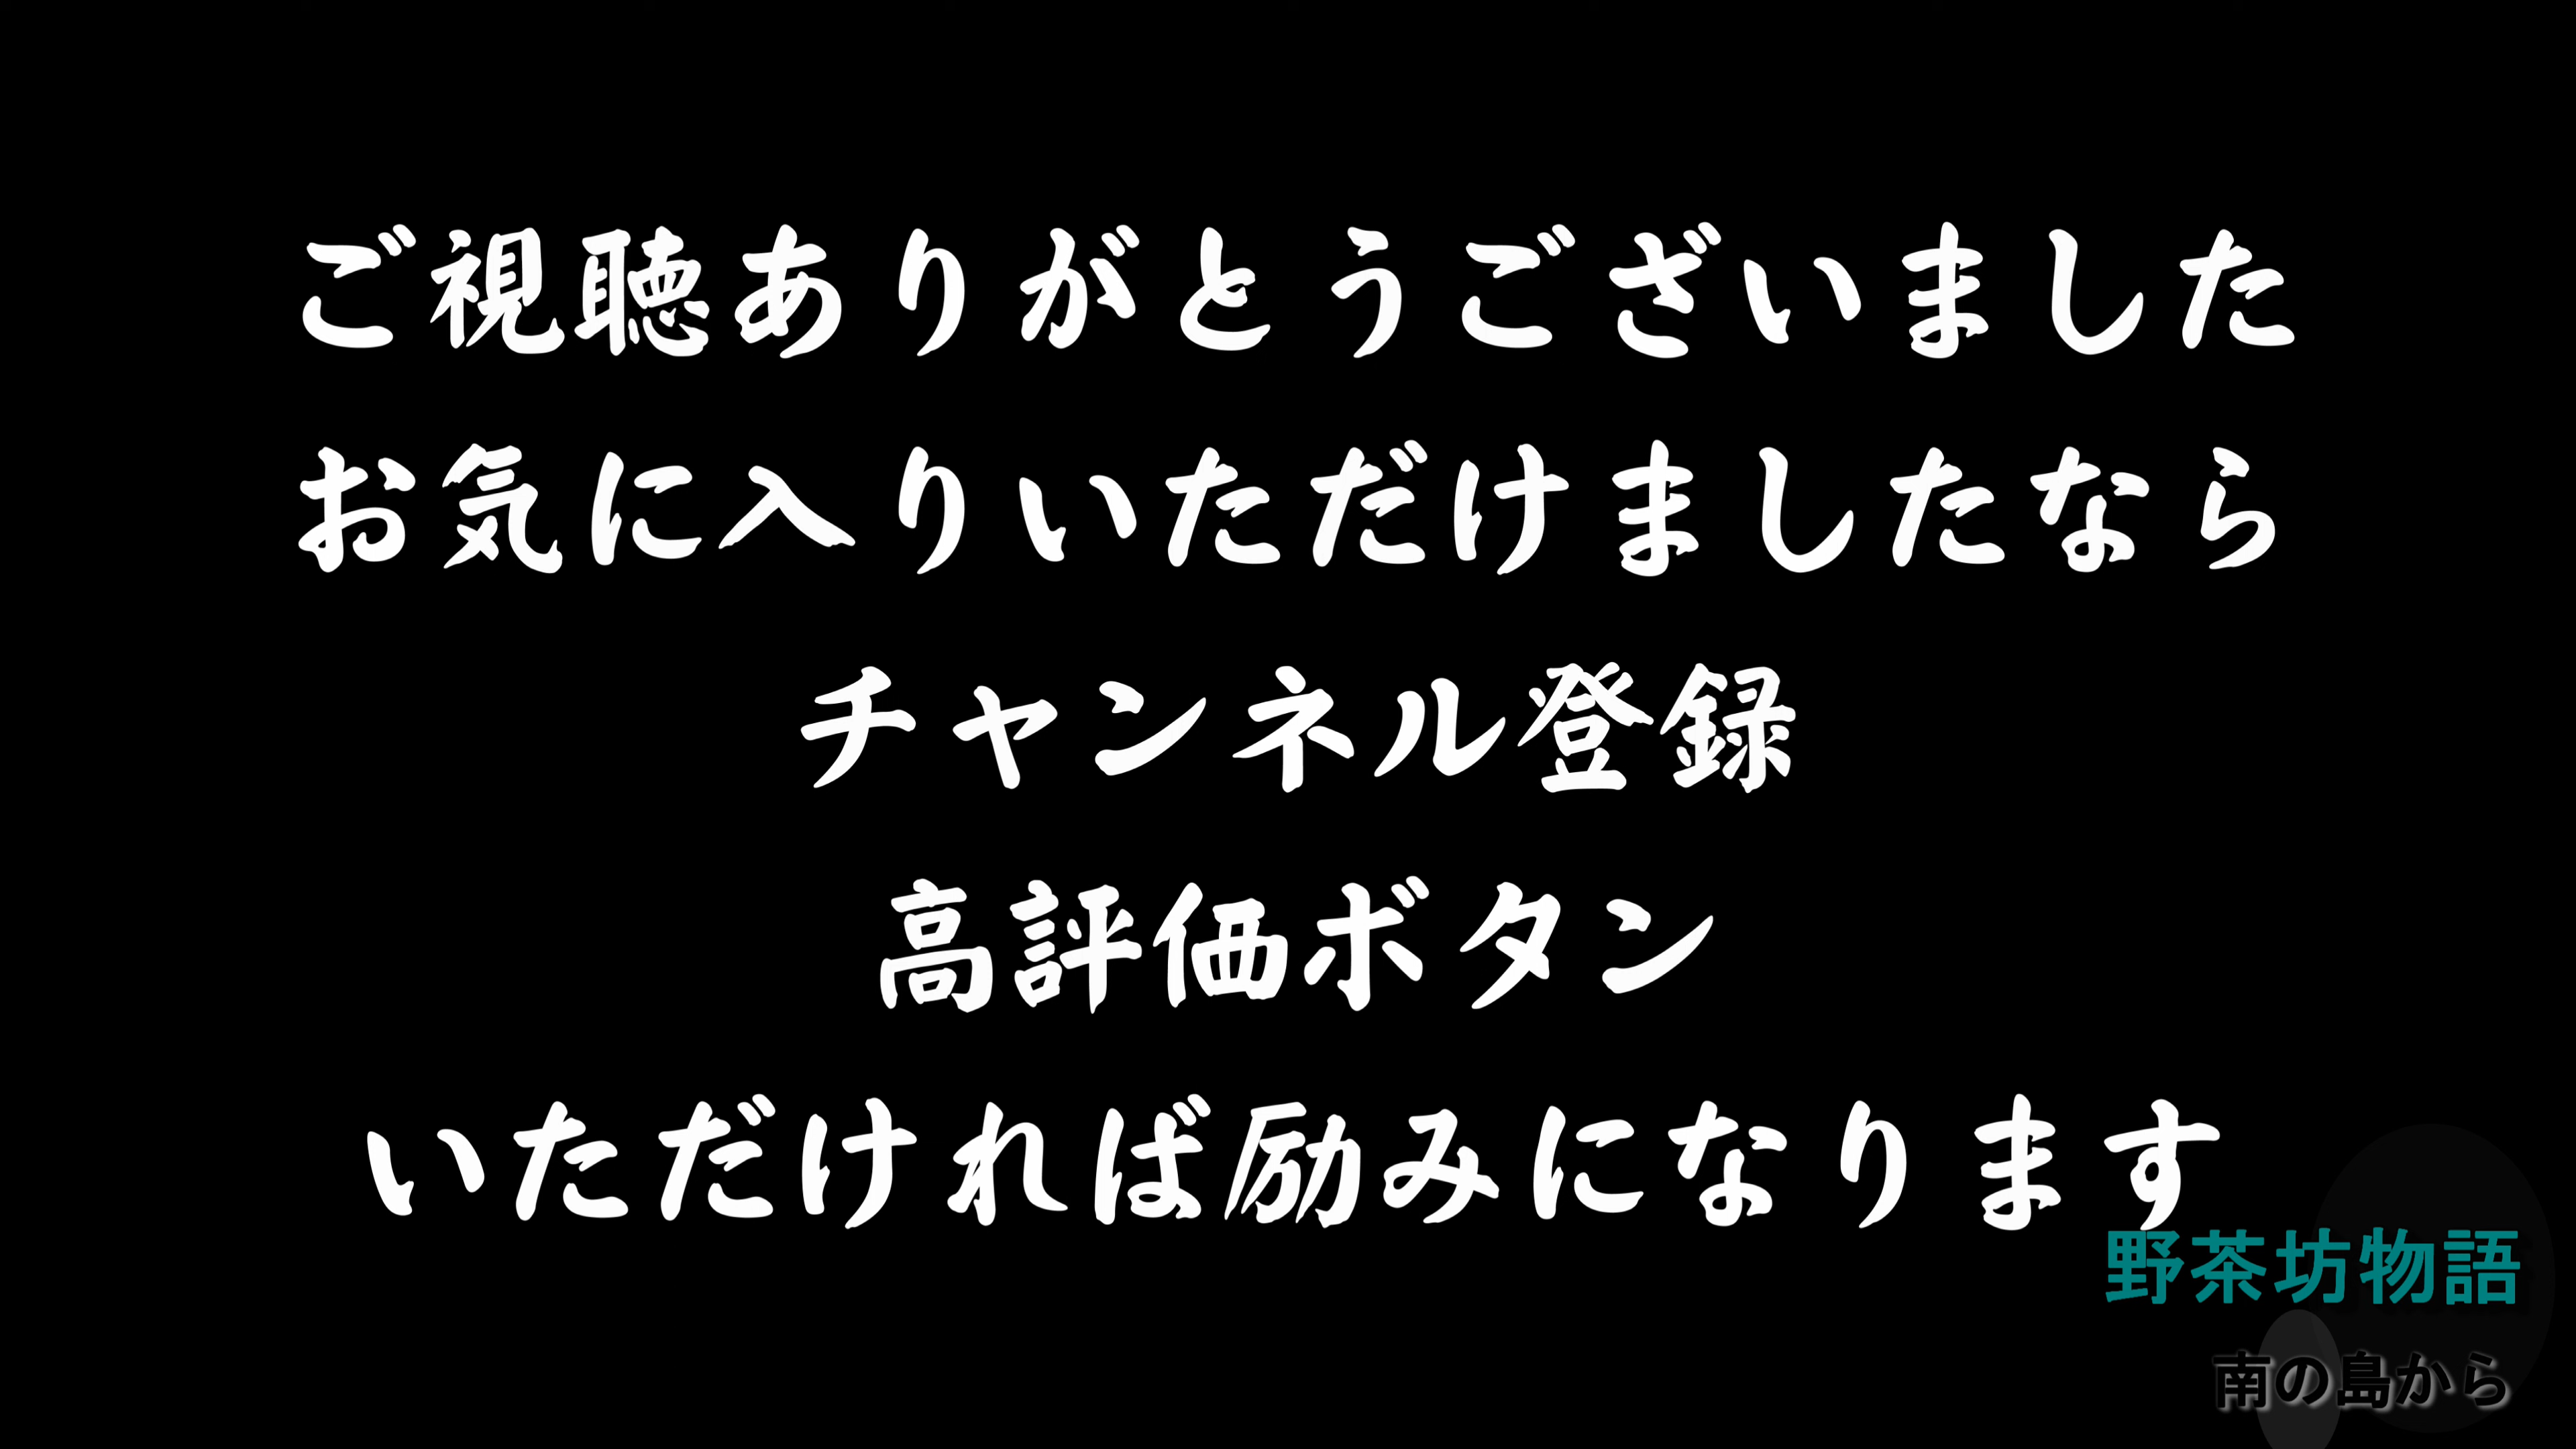 ご視聴ありがとうございました
お気に入りいただけましたなら
チャンネル登録
高評価ボタン
いただければ励みになります
野茶坊物語
南の島から